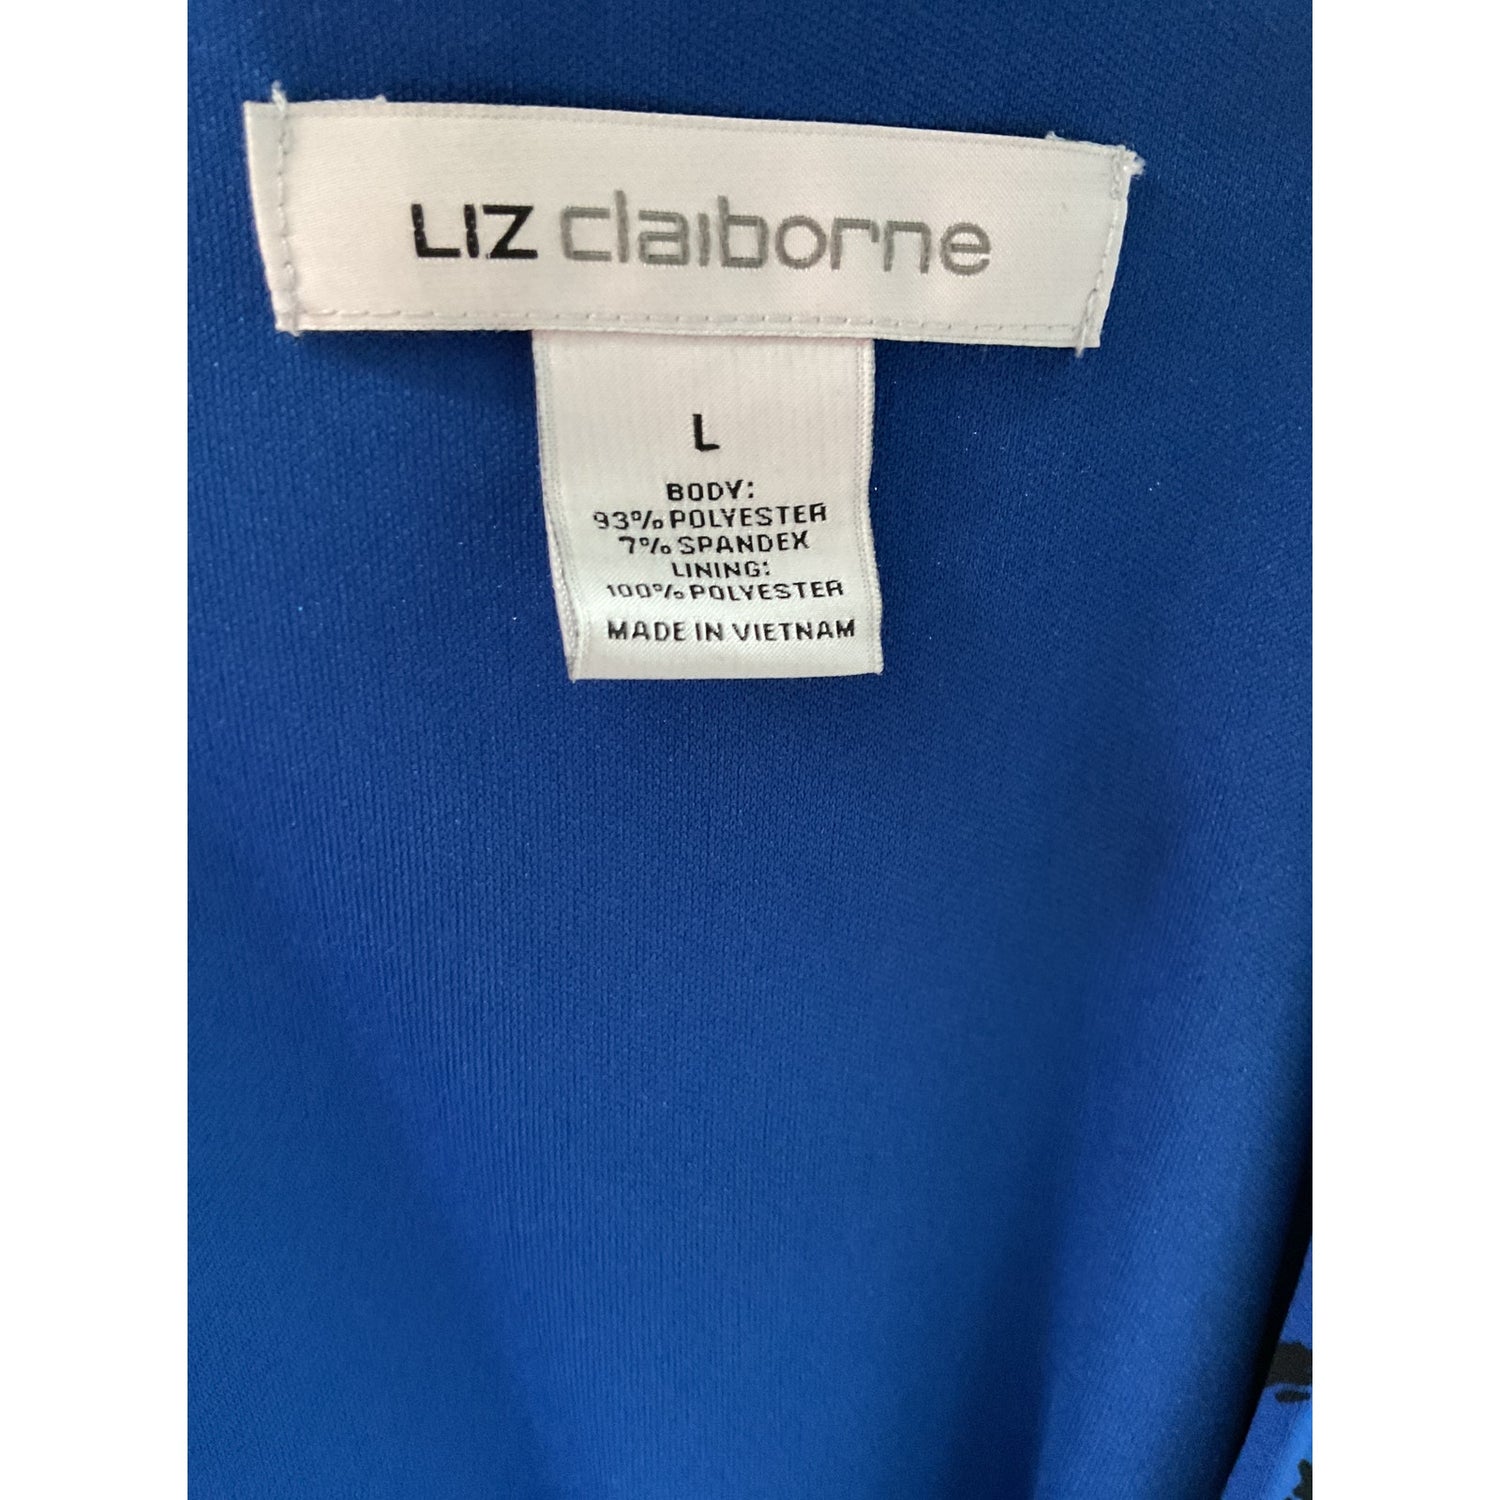 LIZ claiborne
L
BODY:
93% POLYESTER
7% SPANDEX
LINING:
100% POLYESTER
MADE IN VIETNAM